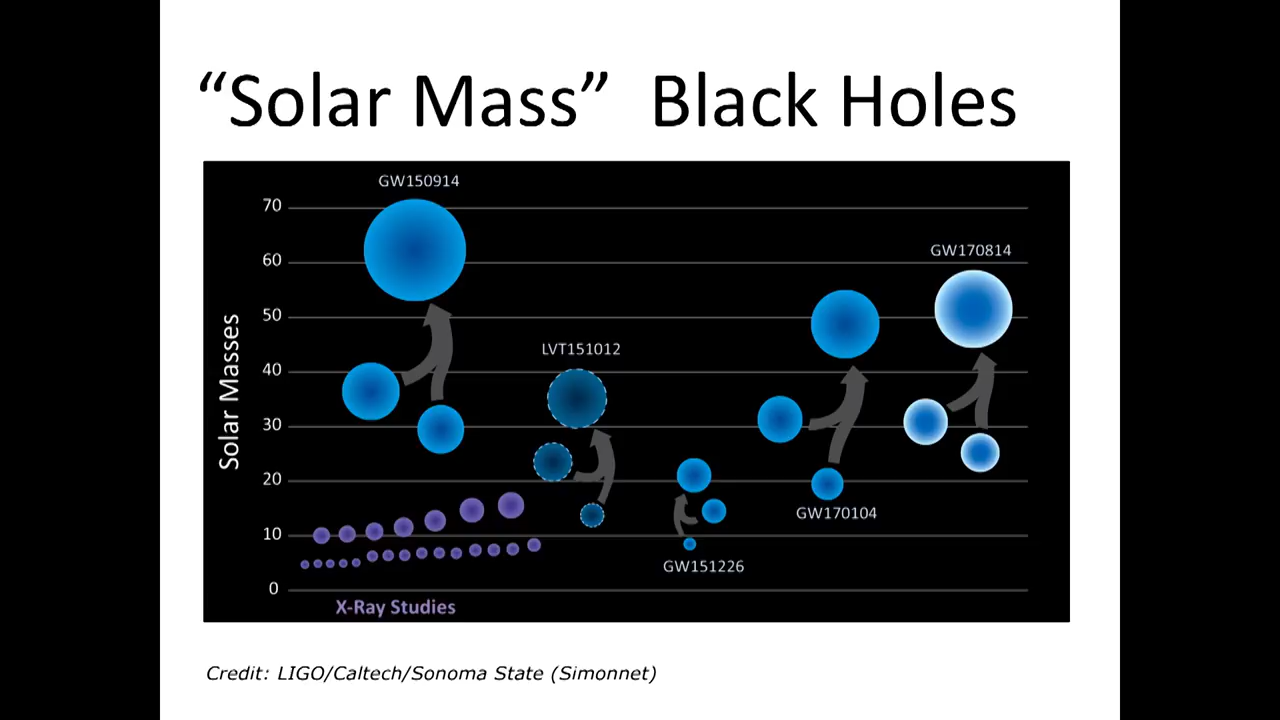 “Solar Mass”  Black Holes
GW150914
70
60
50
40
30
20
10
0
Solar Masses
GW170814
LVT151012
GW170104
GW151226
X-Ray Studies
Credit: LIGO/Caltech/Sonoma State (Simonnet)